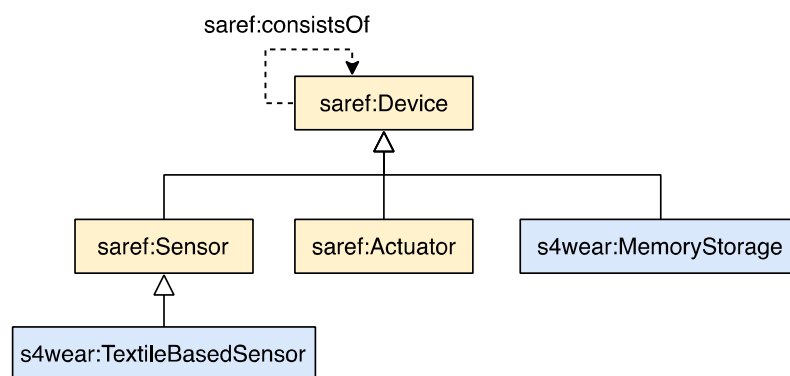 saref:consistsOf
saref:Device
saref:Sensor
saref:Actuator
s4wear:MemoryStorage
s4wear:TextileBasedSensor